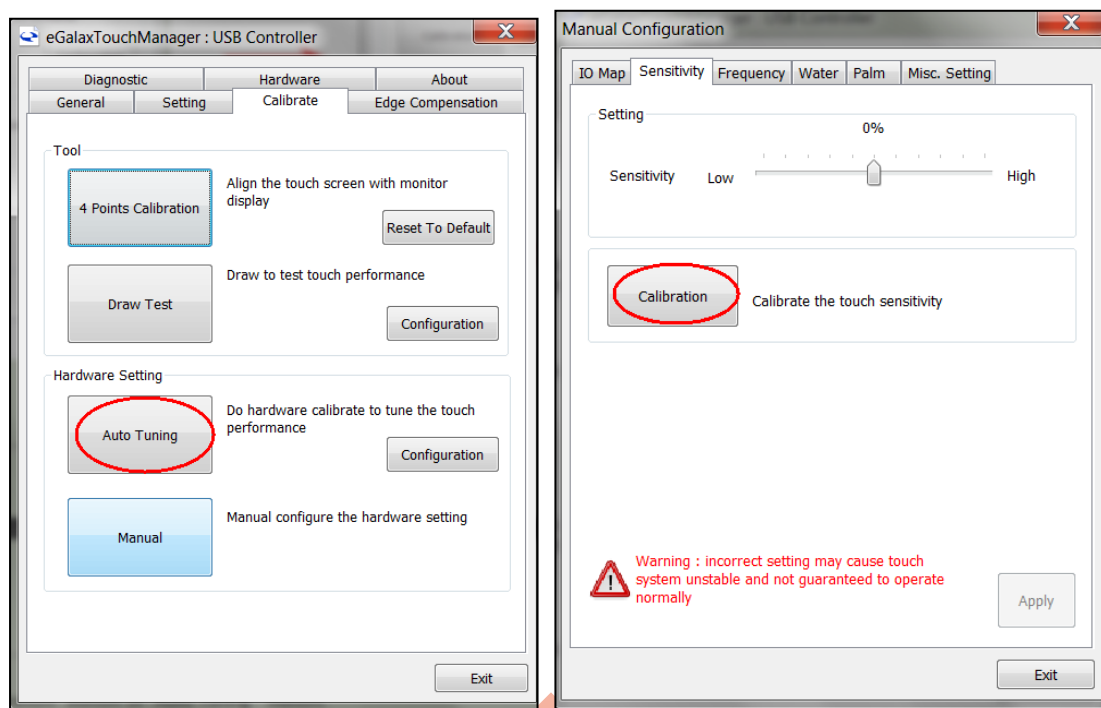 eGalaxTouchManager : USB Controller
Diagnostic
Hardware
About
General
Setting
Calibrate
Edge Compensation
Tool
4 Points Calibration
Align the touch screen with monitor
display
Reset To Default
Draw Test
Draw to test touch performance
Configuration
Hardware Setting
Auto Tuning
Do hardware calibrate to tune the touch
performance
Configuration
Manual
Manual configure the hardware setting
Exit
Manual Configuration
IO Map
Sensitivity
Frequency
Water
Palm
Misc. Setting
Setting
0%
Sensitivity
Low
High
Calibration
Calibrate the touch sensitivity
Warning : incorrect setting may cause touch
system unstable and not guaranteed to operate
normally
Apply
Exit